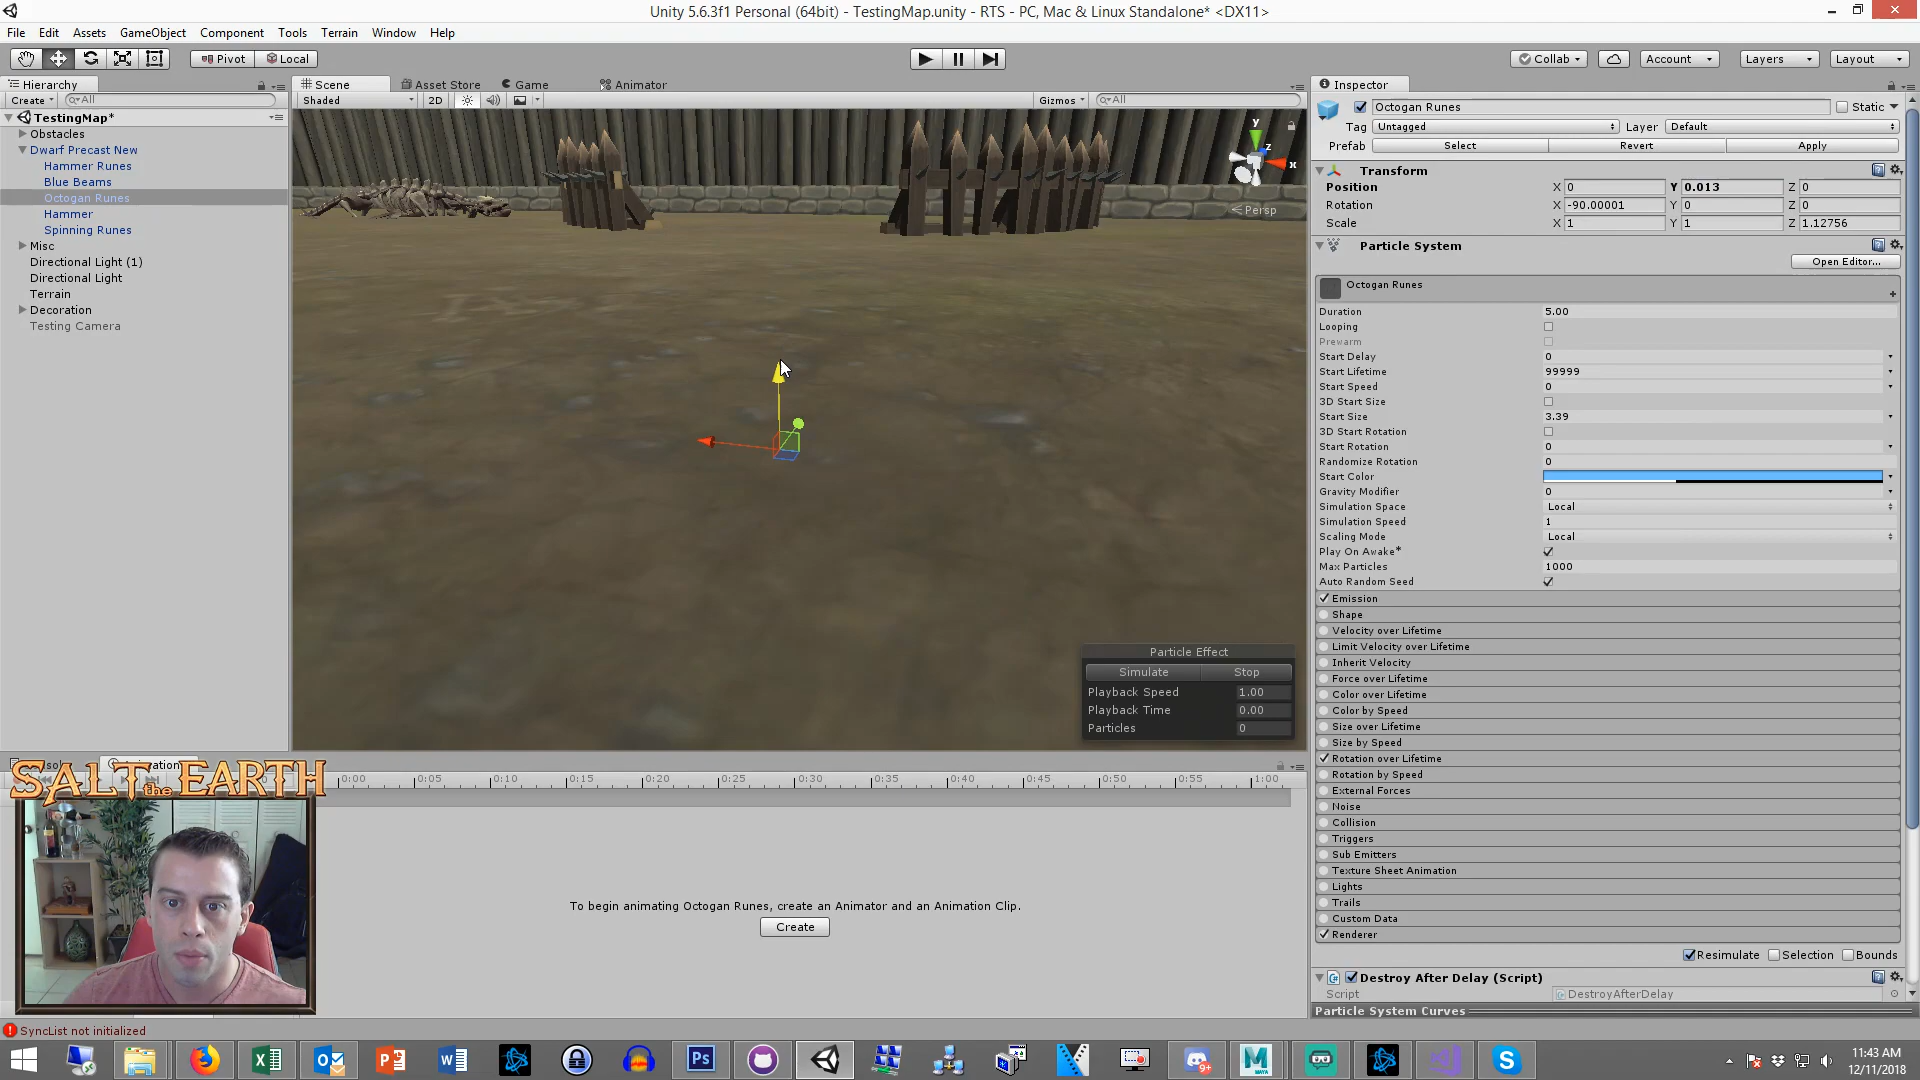 Unity 5.6.3f1 Personal (64bit) - TestingMap.unity - RTS - PC, Mac & Linux Standalone* <DX11>
File Edit Assets GameObject Component Tools Terrain Window Help
Pivot Local Collab Account Layers Layout
Hierarchy
Create All
TestingMap*
Obstacles
Dwarf Precast New
Hammer Runes
Blue Beams
Octogan Runes
Hammer
Spinning Runes
Misc
Directional Light (1)
Directional Light
Terrain
Decoration
Testing Camera
Scene Asset Store Game Animator
Shaded 2D Gizmos All
y
z
x
Persp
Particle Effect
Simulate Stop
Playback Speed 1.00
Playback Time 0.00
Particles 0
Animation
0:00 0:05 0:10 0:15 0:20 0:25 0:30 0:35 0:40 0:45 0:50 0:55 1:00
To begin animating Octogan Runes, create an Animator and an Animation Clip.
Create
SALT the EARTH
Inspector
Octogan Runes Static
Tag Untagged Layer Default
Prefab Select Revert Apply
Transform
Position X 0 Y 0.013 Z 0
Rotation X -90.00001 Y 0 Z 0
Scale X 1 Y 1 Z 1.12756
Particle System
Open Editor...
Octogan Runes
Duration 5.00
Looping
Prewarm
Start Delay 0
Start Lifetime 99999
Start Speed 0
3D Start Size
Start Size 3.39
3D Start Rotation
Start Rotation 0
Randomize Rotation 0
Start Color
Gravity Modifier 0
Simulation Space Local
Simulation Speed 1
Scaling Mode Local
Play On Awake*
Max Particles 1000
Auto Random Seed
Emission
Shape
Velocity over Lifetime
Limit Velocity over Lifetime
Inherit Velocity
Force over Lifetime
Color over Lifetime
Color by Speed
Size over Lifetime
Size by Speed
Rotation over Lifetime
Rotation by Speed
External Forces
Noise
Collision
Triggers
Sub Emitters
Texture Sheet Animation
Lights
Trails
Custom Data
Renderer
Resimulate Selection Bounds
Destroy After Delay (Script)
Script DestroyAfterDelay
Particle System Curves
SyncList not initialized
Ps
9+
MAYA
11:43 AM
12/11/2018